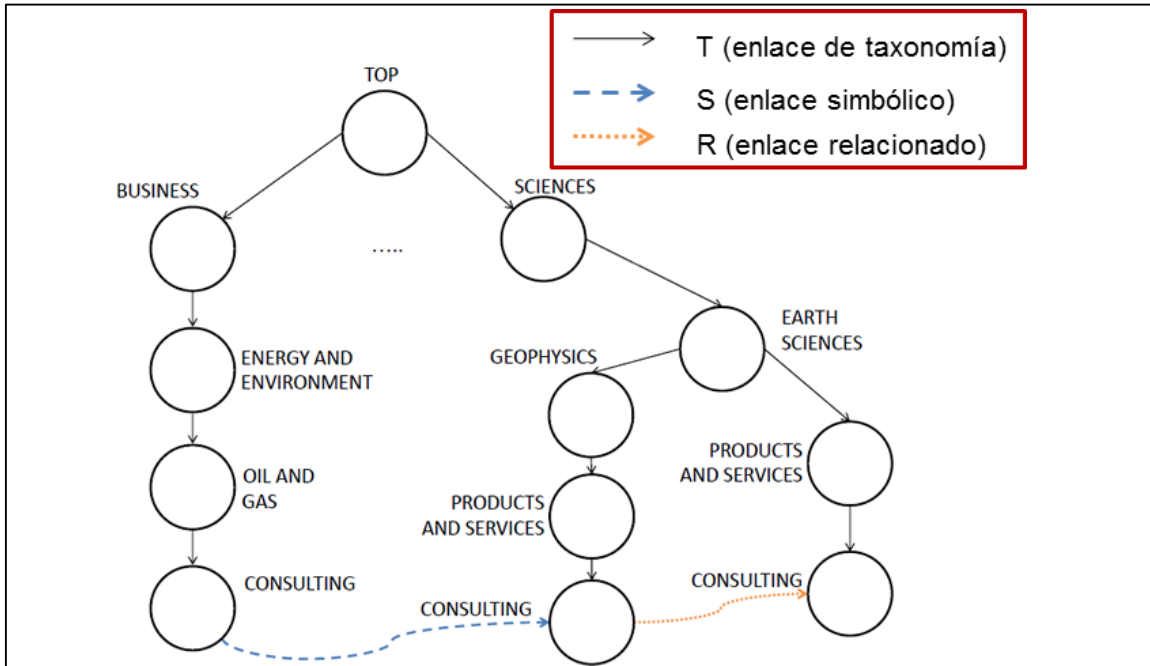 T (enlace de taxonomía)
S (enlace simbólico)
R (enlace relacionado)
TOP
BUSINESS
.....
SCIENCES
EARTH
SCIENCES
GEOPHYSICS
ENERGY AND
ENVIRONMENT
OIL AND
GAS
PRODUCTS
AND SERVICES
PRODUCTS
AND SERVICES
CONSULTING
CONSULTING
CONSULTING